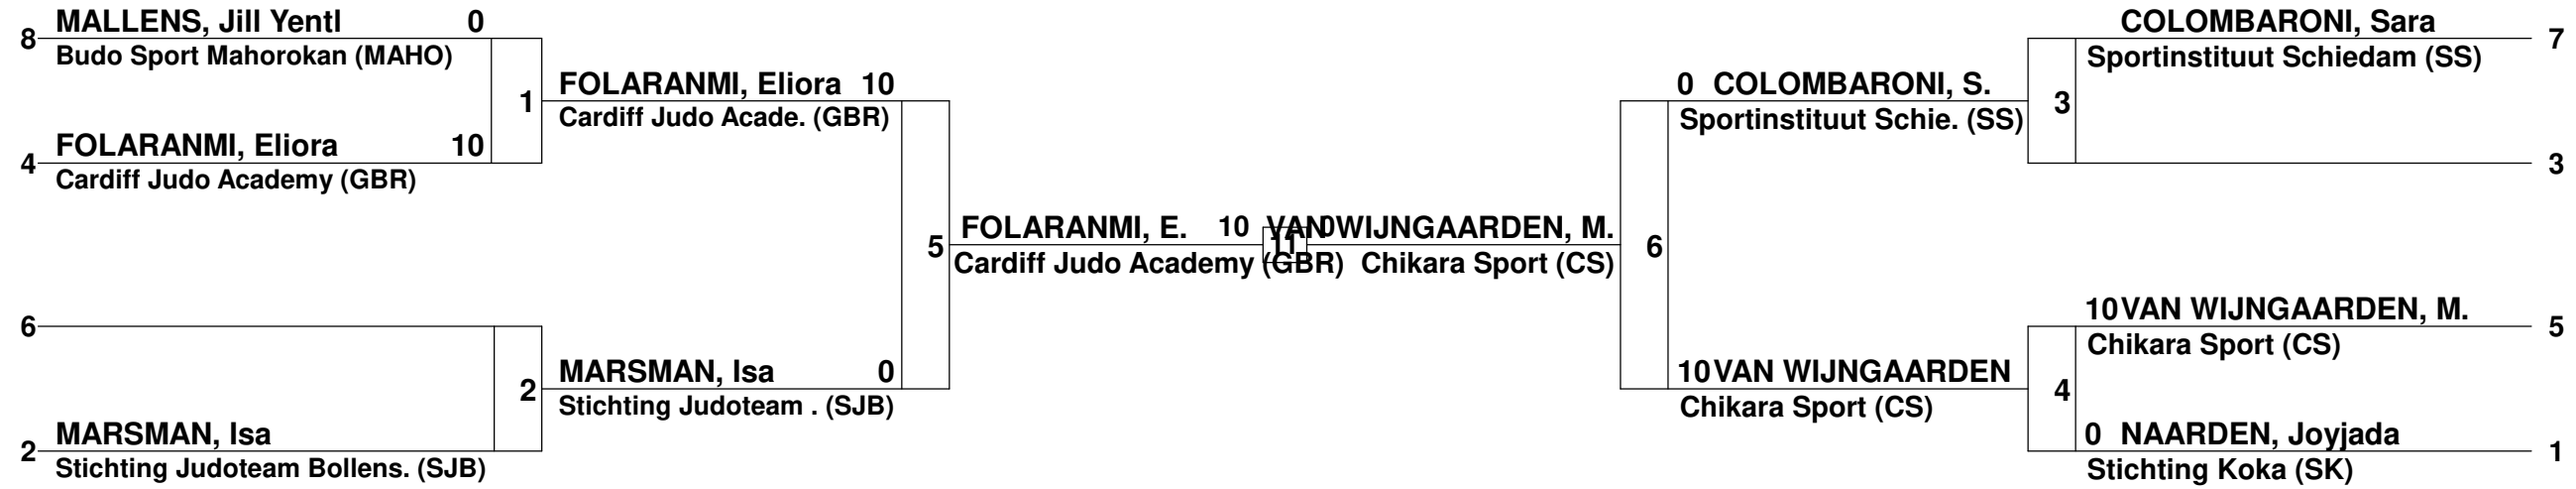 8 MALLENS, Jill Yentl 0
Budo Sport Mahorokan (MAHO)
1
4 FOLARANMI, Eliora 10
Cardiff Judo Academy (GBR)
FOLARANMI, Eliora 10
Cardiff Judo Acade. (GBR)
6
2
2 MARSMAN, Isa
Stichting Judoteam Bollens. (SJB)
MARSMAN, Isa 0
Stichting Judoteam . (SJB)
5
FOLARANMI, E. 10
Cardiff Judo Academy (GBR)
11
0 VAN WIJNGAARDEN, M.
Chikara Sport (CS)
6
0 COLOMBARONI, S.
Sportinstituut Schie. (SS)
10 VAN WIJNGAARDEN
Chikara Sport (CS)
3
COLOMBARONI, Sara 7
Sportinstituut Schiedam (SS)
3
4
10 VAN WIJNGAARDEN, M. 5
Chikara Sport (CS)
0 NAARDEN, Joyjada 1
Stichting Koka (SK)